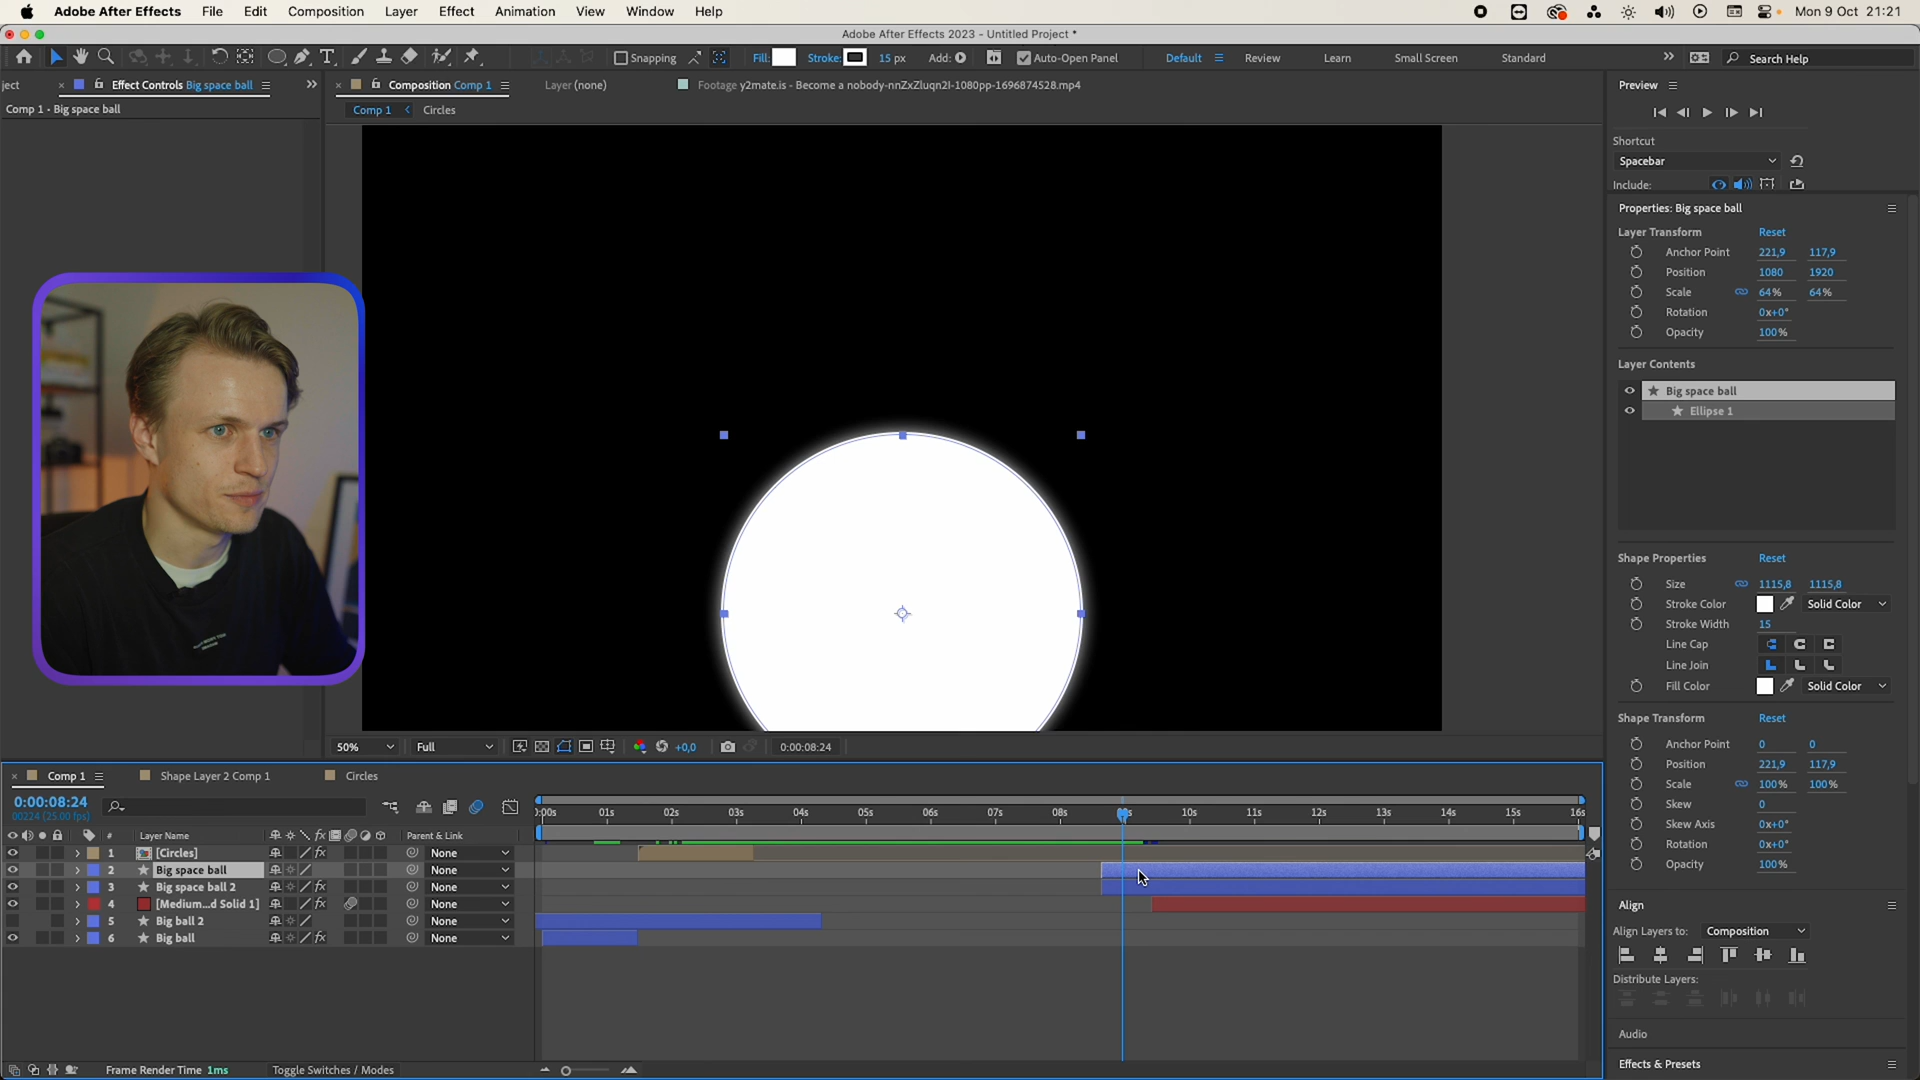 Adobe After Effects File Edit Composition Layer Effect Animation View Window Help Mon 9 Oct 21:21
Adobe After Effects 2023 - Untitled Project *
T Snapping Fill: Stroke: 15 px Add: Auto-Open Panel Default Review Learn Small Screen Standard Search Help
ject × Effect Controls Big space ball × Composition Comp 1 Layer (none) Footage y2mate.is - Become a nobody-nnZxZluqn2I-1080pp-1696874528.mp4 Preview
Comp 1 • Big space ball Comp 1 Circles
Shortcut
Spacebar
Include:
Properties: Big space ball
Layer Transform Reset
Anchor Point 221,9 117,9
Position 1080 1920
Scale 64% 64%
Rotation 0x+0°
Opacity 100%
Layer Contents
Big space ball
Ellipse 1
Shape Properties Reset
Size 1115,8 1115,8
Stroke Color Solid Color
Stroke Width 15
Line Cap
Line Join
Fill Color Solid Color
Shape Transform Reset
Anchor Point 0 0
Position 221,9 117,9
Scale 100% 100%
Skew 0
Skew Axis 0x+0°
Rotation 0x+0°
Opacity 100%
Align
Align Layers to: Composition
Distribute Layers:
Audio
Effects & Presets
50% Full +0,0 0:00:08:24
× Comp 1 Shape Layer 2 Comp 1 Circles
0:00:08:24
00224 (25.00 fps)
:00s 01s 02s 03s 04s 05s 06s 07s 08s 10s 11s 12s 13s 14s 15s 16s
# Layer Name fx Parent & Link
1 [Circles] fx None
2 Big space ball None
3 Big space ball 2 fx None
4 [Medium...d Solid 1] None
5 Big ball 2 None
6 Big ball fx None
Frame Render Time 1ms Toggle Switches / Modes